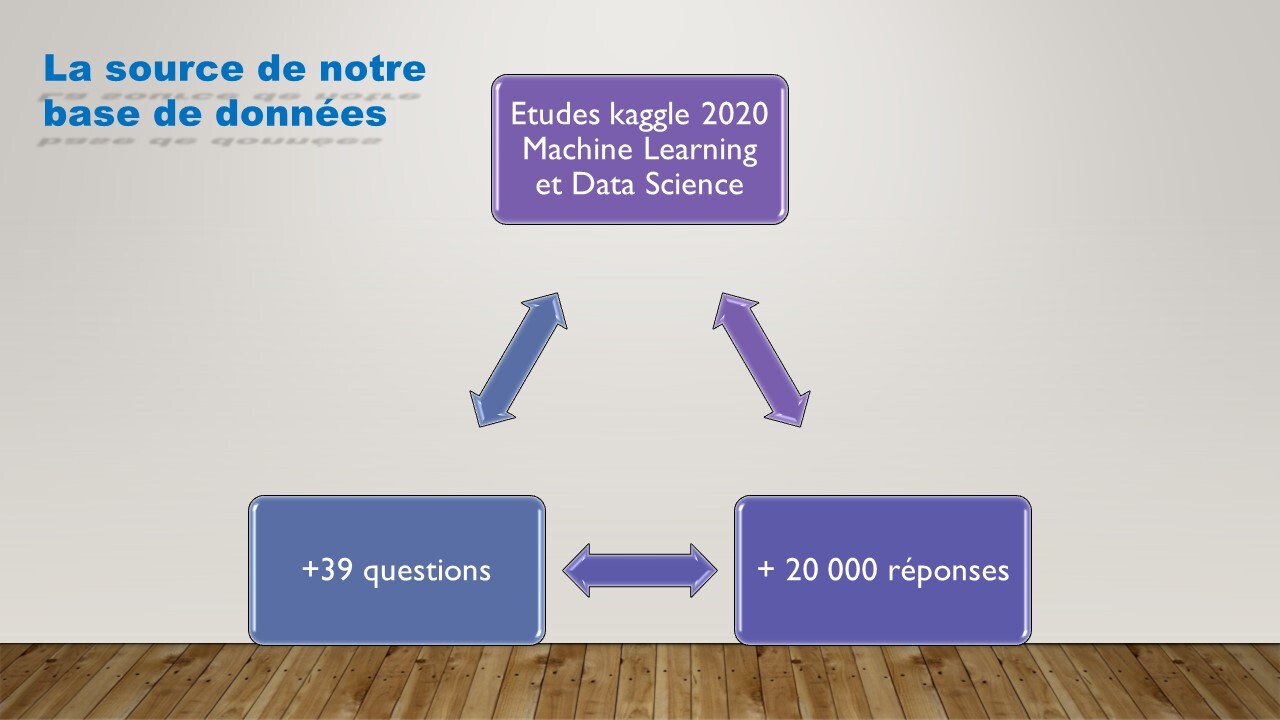 La source de notre
base de données
Etudes kaggle 2020
Machine Learning
et Data Science
+39 questions
+ 20 000 réponses